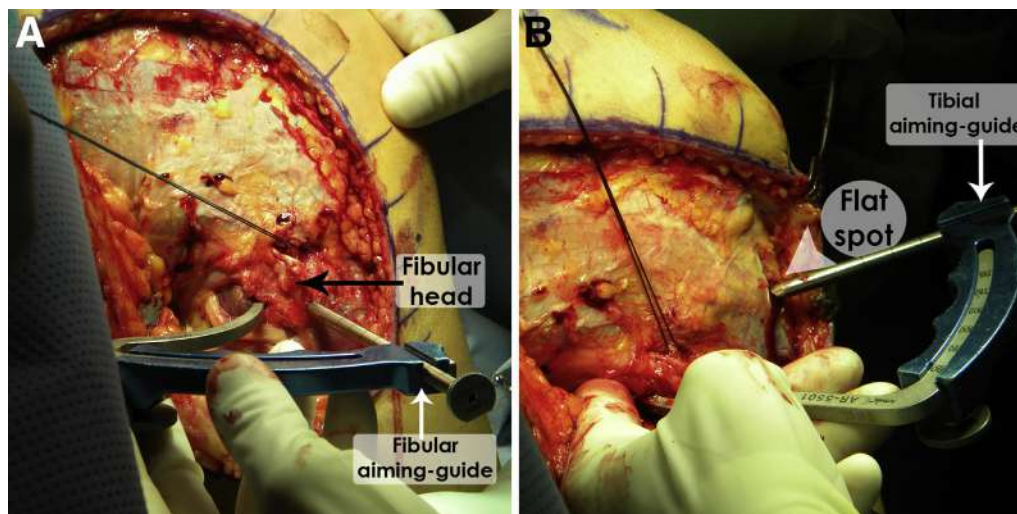 A
Fibular
head
Fibular
aiming-guide
B
Tibial
aiming-guide
Flat
spot
AR-5501